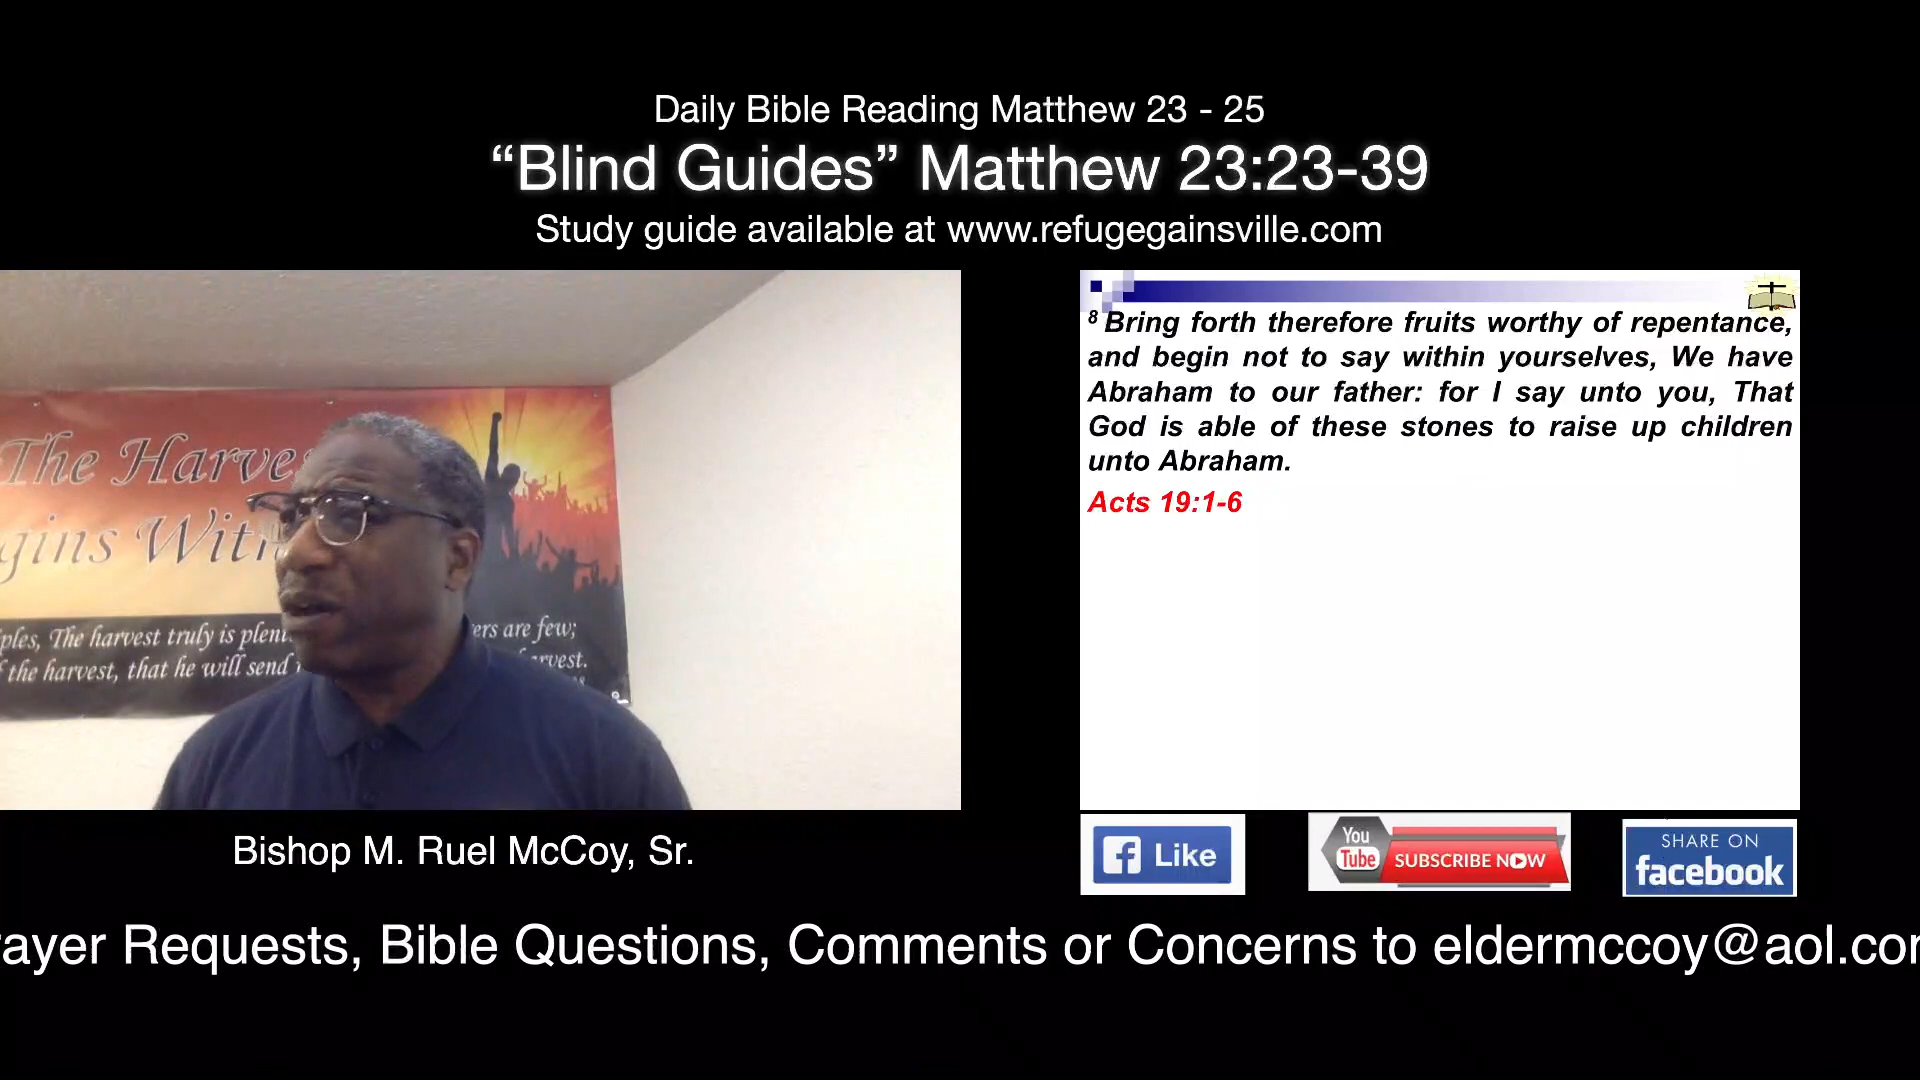 Daily Bible Reading Matthew 23 - 25
“Blind Guides” Matthew 23:23-39
Study guide available at www.refugegainsville.com
The Harve
gins With
ples, The harvest truly is plent
ers are few;
f the harvest, that he will send
arvest.
8 Bring forth therefore fruits worthy of repentance,
and begin not to say within yourselves, We have
Abraham to our father: for I say unto you, That
God is able of these stones to raise up children
unto Abraham.
Acts 19:1-6
Bishop M. Ruel McCoy, Sr.
f Like
You
Tube
SUBSCRIBE NOW
SHARE ON
facebook
rayer Requests, Bible Questions, Comments or Concerns to eldermccoy@aol.com